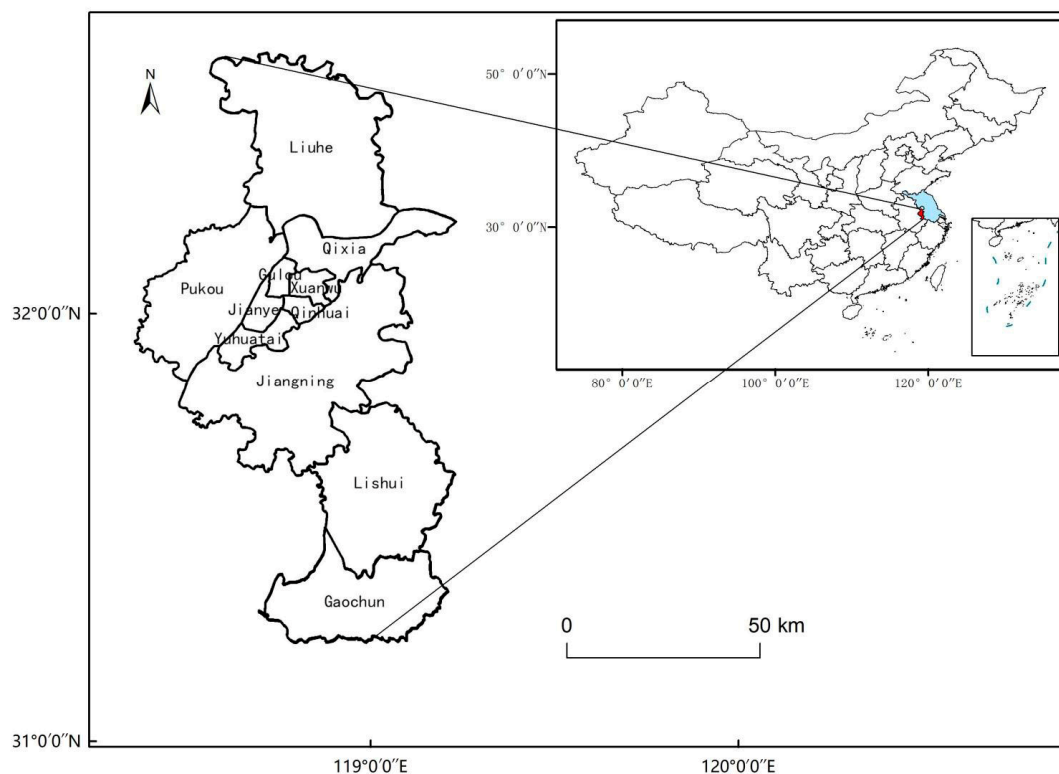 N
Liuhe
Qixia
Gulou
Xuanwu
Pukou
Jianye
Qinhuai
Yuhuatai
Jiangning
Lishui
Gaochun
32°0′0″N
31°0′0″N
119°0′0″E
120°0′0″E
0 50 km
50° 0′0″N
30° 0′0″N
80° 0′0″E
100° 0′0″E
120° 0′0″E